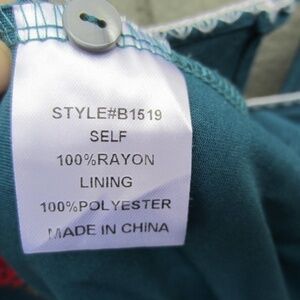 STYLE#B1519
SELF
100%RAYON
LINING
100%POLYESTER
MADE IN CHINA